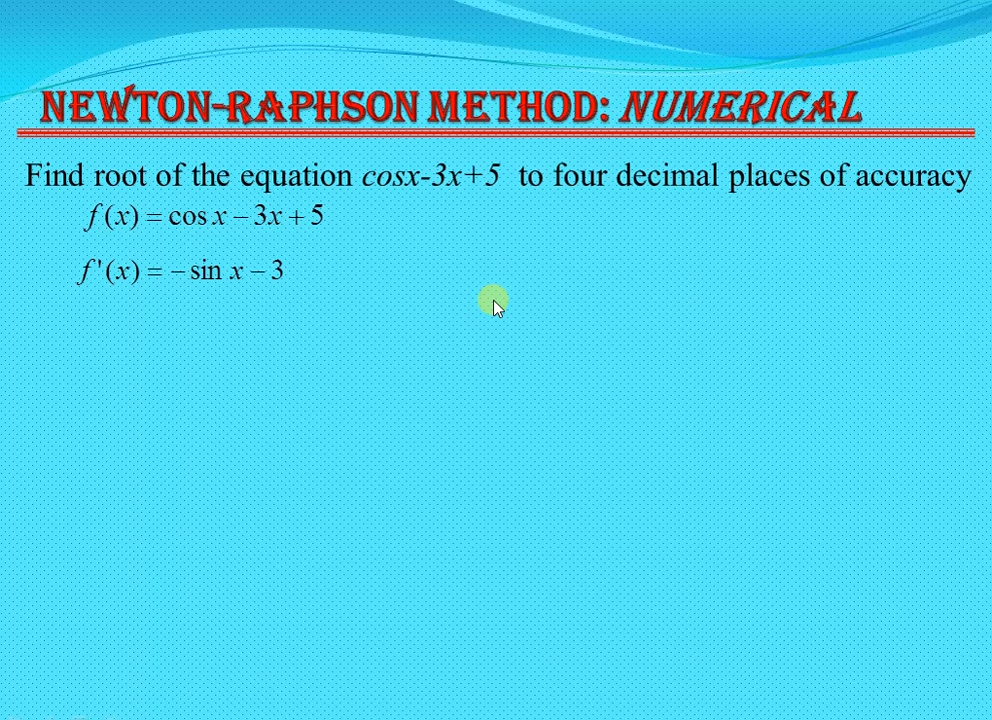 NEWTON-RAPHSON METHOD: NUMERICAL
Find root of the equation cosx-3x+5 to four decimal places of accuracy
f(x) = cos x − 3x + 5
f'(x) = − sin x − 3